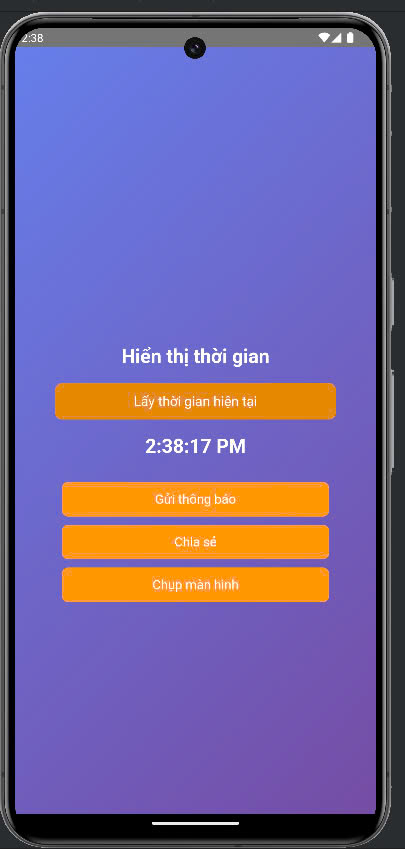 2:38
Hiển thị thời gian
Lấy thời gian hiện tại
2:38:17 PM
Gửi thông báo
Chia sẻ
Chụp màn hình